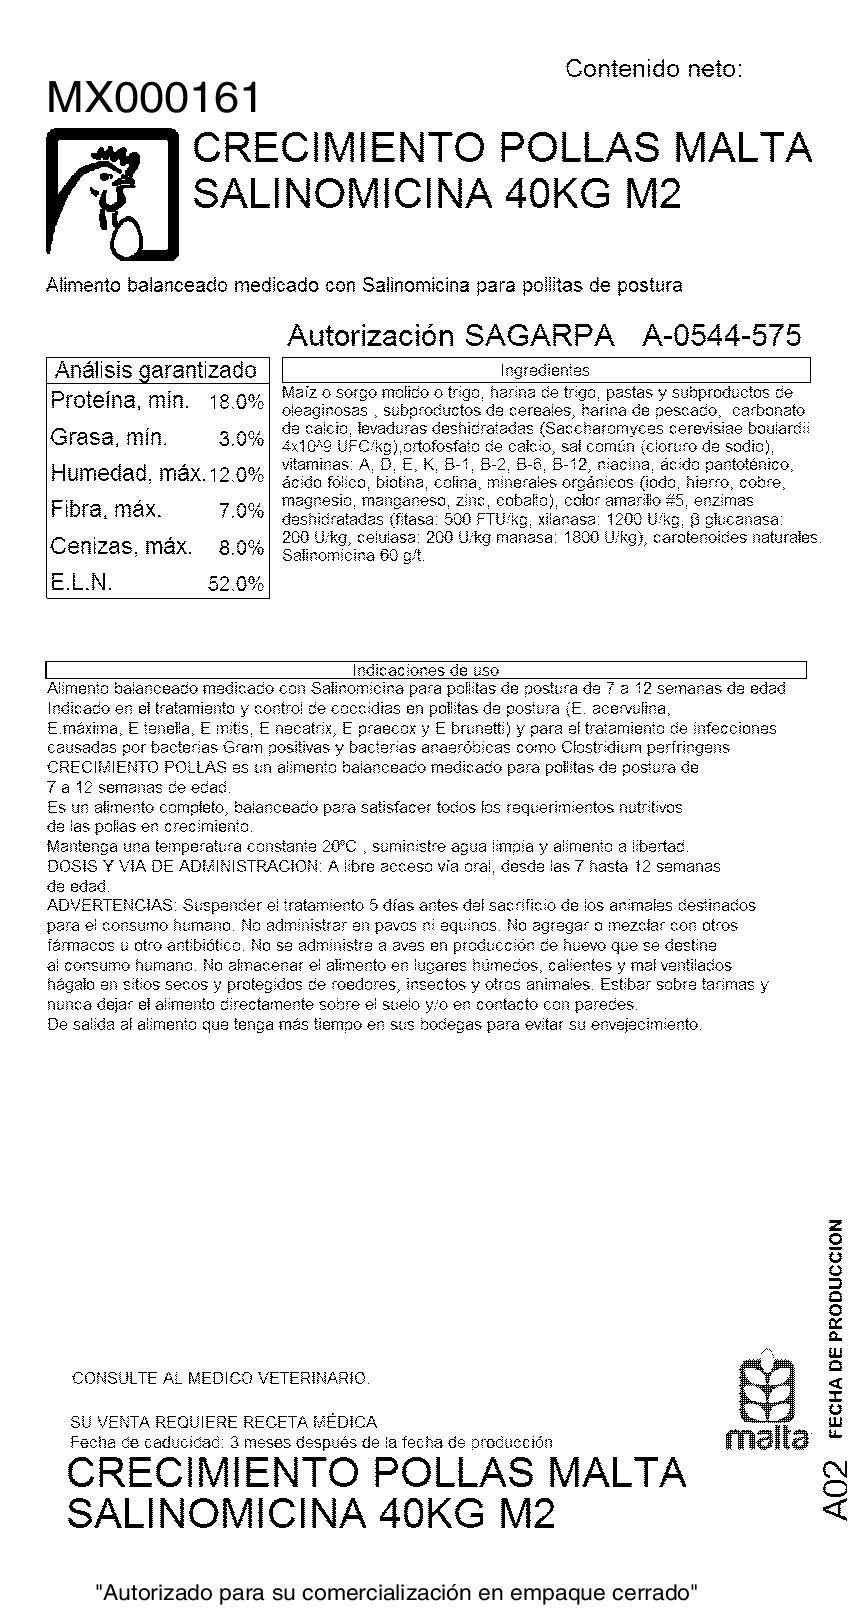 Contenido neto:
MX000161
CRECIMIENTO POLLAS MALTA
SALINOMICINA 40KG M2
Alimento balanceado medicado con Salinomicina para pollitas de postura
Autorización SAGARPA A-0544-575
Análisis garantizado
Proteína, mín. 18.0%
Grasa, mín. 3.0%
Humedad, máx. 12.0%
Fibra, máx. 7.0%
Cenizas, máx. 8.0%
E.L.N. 52.0%
Ingredientes
Maíz o sorgo molido o trigo, harina de trigo, pastas y subproductos de
oleaginosas , subproductos de cereales, harina de pescado, carbonato
de calcio, levaduras deshidratadas (Saccharomyces cerevisiae boulardii
4x10^9 UFC/kg),ortofosfato de calcio, sal común (cloruro de sodio),
vitaminas: A, D, E, K, B-1, B-2, B-6, B-12, niacina, ácido pantoténico,
ácido fólico, biotina, colina, minerales orgánicos (iodo, hierro, cobre,
magnesio, manganeso, zinc, cobalto), color amarillo #5, enzimas
deshidratadas (fitasa: 500 FTU/kg, xilanasa: 1200 U/kg, β glucanasa:
200 U/kg, celulasa: 200 U/kg manasa: 1800 U/kg), carotenoides naturales.
Salinomicina 60 g/t.
Indicaciones de uso
Alimento balanceado medicado con Salinomicina para pollitas de postura de 7 a 12 semanas de edad
Indicado en el tratamiento y control de coccidias en pollitas de postura (E. acervulina,
E.máxima, E tenella, E mitis, E necatrix, E praecox y E brunetti) y para el tratamiento de infecciones
causadas por bacterias Gram positivas y bacterias anaeróbicas como Clostridium perfringens
CRECIMIENTO POLLAS es un alimento balanceado medicado para pollitas de postura de
7 a 12 semanas de edad.
Es un alimento completo, balanceado para satisfacer todos los requerimientos nutritivos
de las pollas en crecimiento.
Mantenga una temperatura constante 20ºC , suministre agua limpia y alimento a libertad.
DOSIS Y VIA DE ADMINISTRACION: A libre acceso vía oral, desde las 7 hasta 12 semanas
de edad.
ADVERTENCIAS: Suspender el tratamiento 5 días antes del sacrificio de los animales destinados
para el consumo humano. No administrar en pavos ni equinos. No agregar o mezclar con otros
fármacos u otro antibiótico. No se administre a aves en producción de huevo que se destine
al consumo humano. No almacenar el alimento en lugares húmedos, calientes y mal ventilados
hágalo en sitios secos y protegidos de roedores, insectos y otros animales. Estibar sobre tarimas y
nunca dejar el alimento directamente sobre el suelo y/o en contacto con paredes.
De salida al alimento que tenga más tiempo en sus bodegas para evitar su envejecimiento.
FECHA DE PRODUCCION
A02
CONSULTE AL MEDICO VETERINARIO.
malta
SU VENTA REQUIERE RECETA MÉDICA
Fecha de caducidad: 3 meses después de la fecha de producción
CRECIMIENTO POLLAS MALTA
SALINOMICINA 40KG M2
"Autorizado para su comercialización en empaque cerrado"